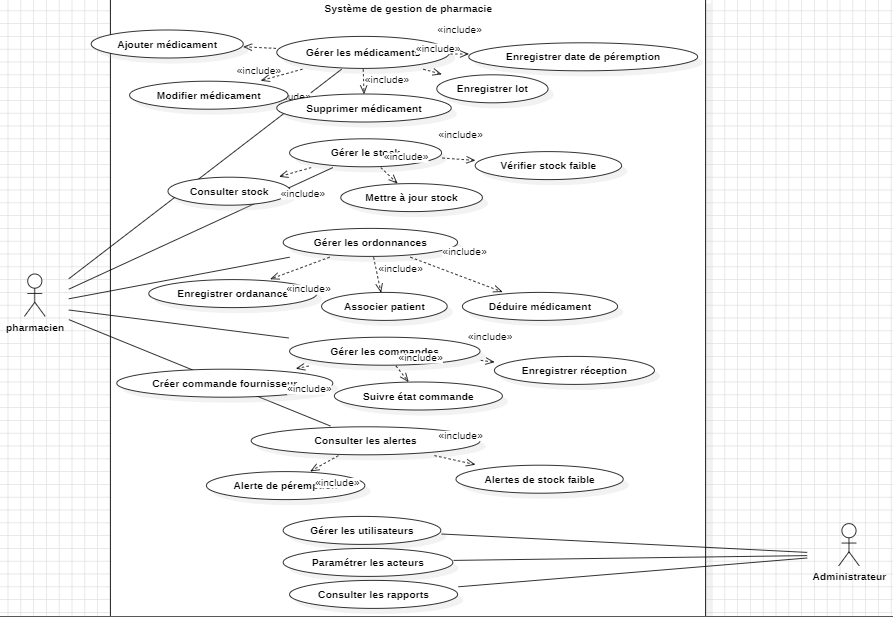 Système de gestion de pharmacie
«include»
Ajouter médicament
Gérer les médicaments
«include»
Enregistrer date de péremption
«include»
«include»
Enregistrer lot
Modifier médicament
Supprimer médicament
«include»
Gérer le stock
«include»
Vérifier stock faible
Consulter stock
«include»
Mettre à jour stock
Gérer les ordonnances
«include»
«include»
Enregistrer ordanance
«include»
Associer patient
Déduire médicament
pharmacien
«include»
Gérer les commandes
«include»
Enregistrer réception
Créer commande fournisseur
«include»
Suivre état commande
Consulter les alertes
«include»
Alerte de péremption
«include»
Alertes de stock faible
Gérer les utilisateurs
Paramétrer les acteurs
Administrateur
Consulter les rapports